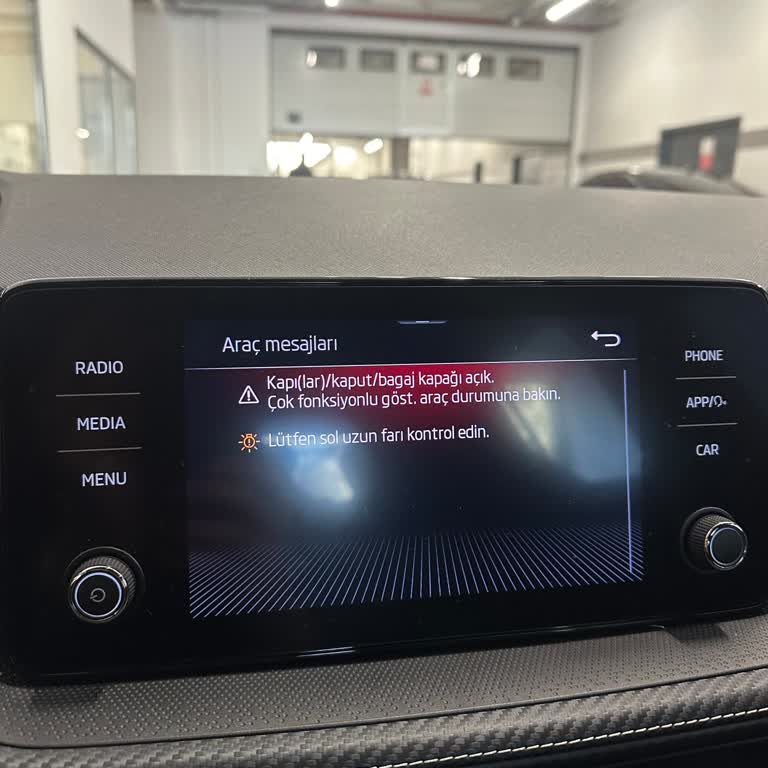 Araç mesajları
RADIO
MEDIA
MENU
Kapı(lar)/kaput/bagaj kapağı açık.
Çok fonksiyonlu göst. araç durumuna bakın.
Lütfen sol uzun farı kontrol edin.
PHONE
APP/
CAR